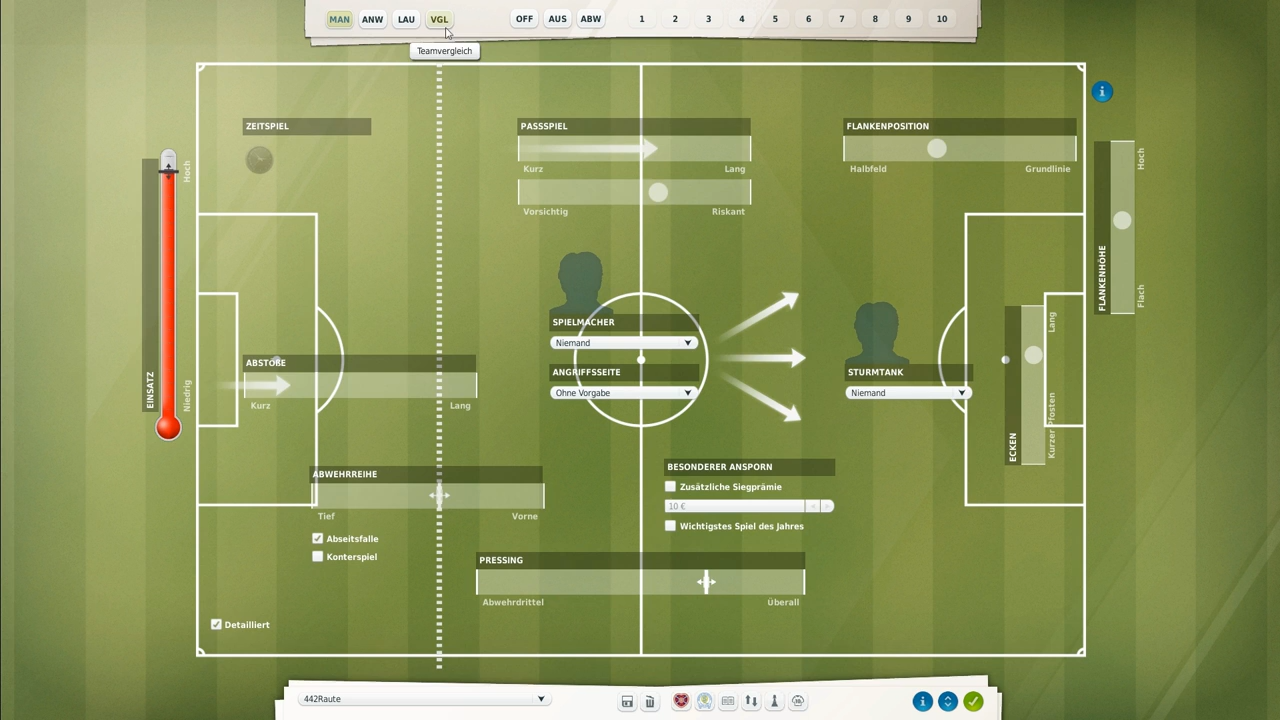 MAN ANW LAU VGL OFF AUS ABW 1 2 3 4 5 6 7 8 9 10
Teamvergleich
ZEITSPIEL
PASSSPIEL
Kurz Lang
Vorsichtig Riskant
FLANKENPOSITION
Halbfeld Grundlinie
Hoch
EINSATZ
Niedrig
Hoch
FLANKENHÖHE
Flach
SPIELMACHER
Niemand
ANGRIFFSSEITE
Ohne Vorgabe
STURMTANK
Niemand
Lang
ECKEN
Kurzer Pfosten
ABSTÖßE
Kurz Lang
ABWEHRREIHE
Tief Vorne
Abseitsfalle
Konterspiel
BESONDERER ANSPORN
Zusätzliche Siegprämie
10 €
Wichtigstes Spiel des Jahres
PRESSING
Abwehrdrittel Überall
Detailliert
442Raute